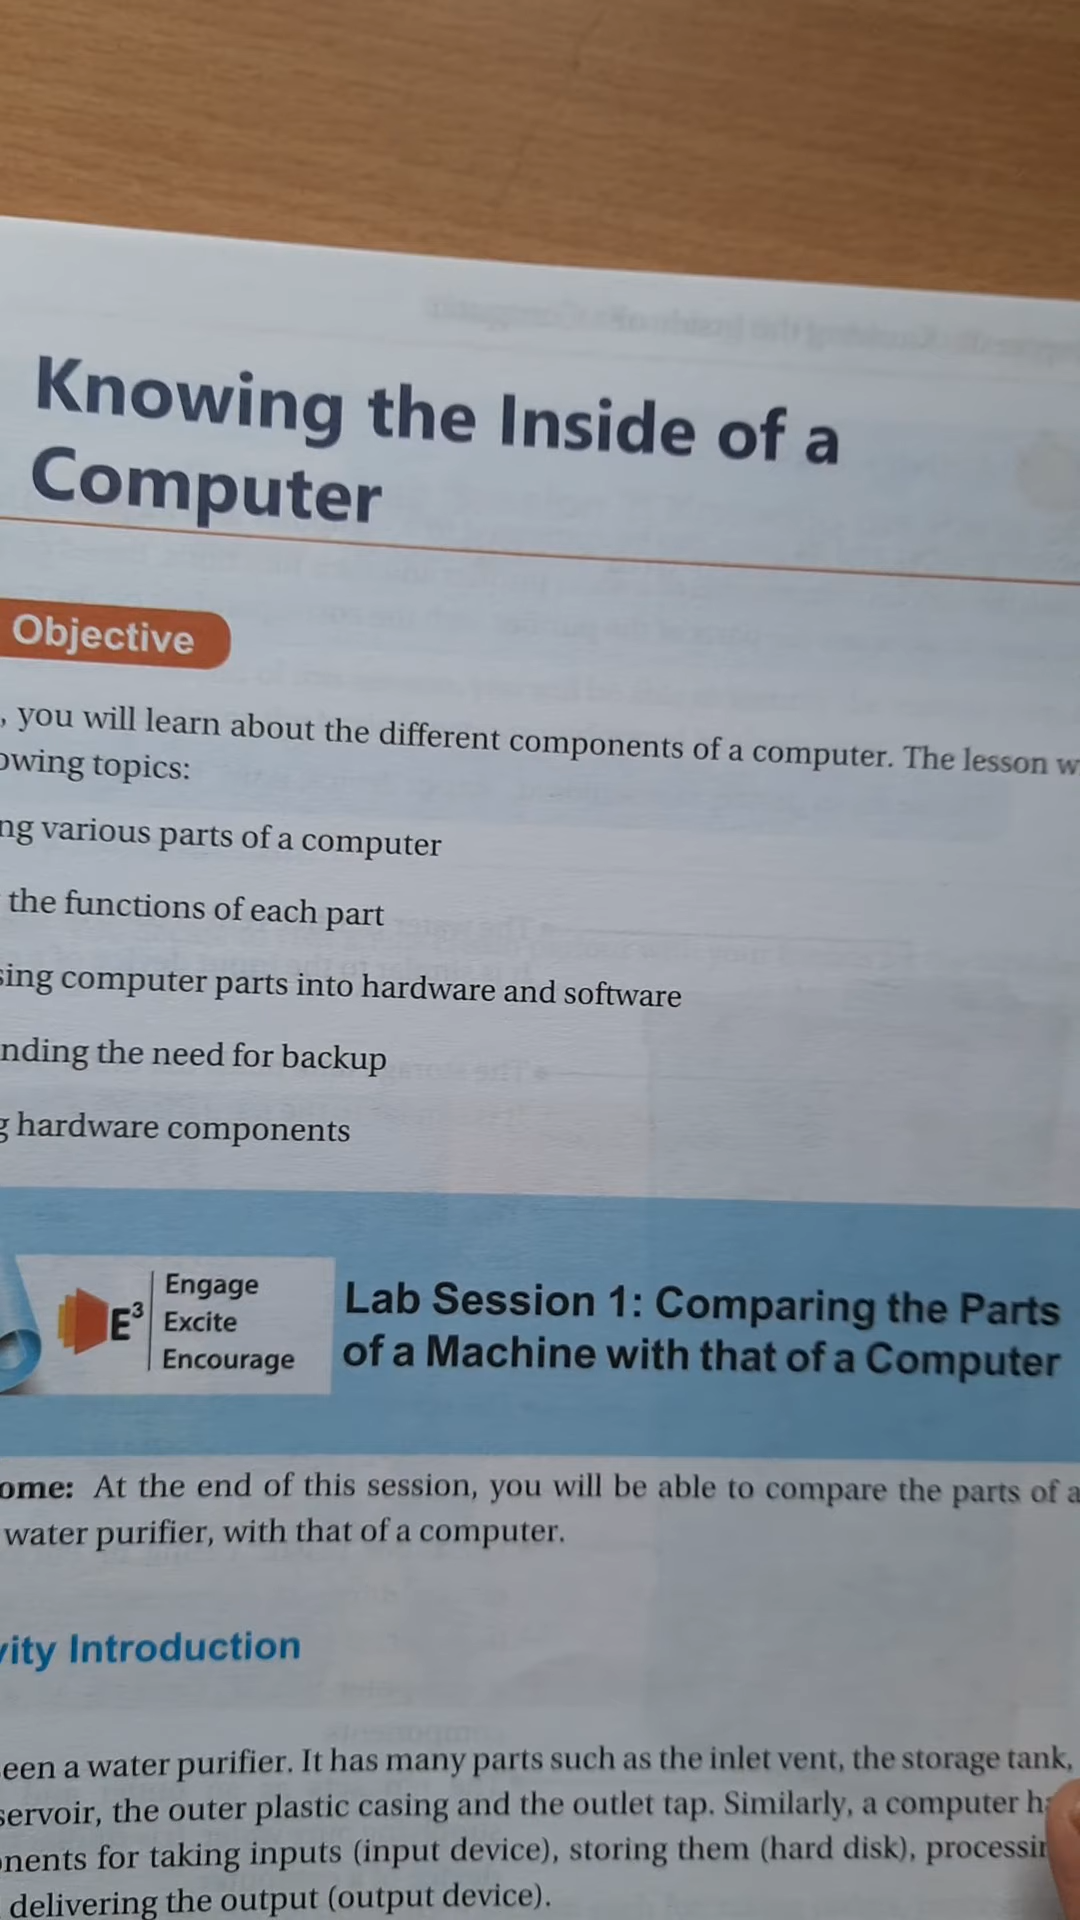 Knowing the Inside of a
Computer
Objective
, you will learn about the different components of a computer. The lesson w
owing topics:
ng various parts of a computer
the functions of each part
sing computer parts into hardware and software
nding the need for backup
g hardware components
E³
Engage
Excite
Encourage
Lab Session 1: Comparing the Parts
of a Machine with that of a Computer
ome: At the end of this session, you will be able to compare the parts of a
water purifier, with that of a computer.
vity Introduction
een a water purifier. It has many parts such as the inlet vent, the storage tank,
servoir, the outer plastic casing and the outlet tap. Similarly, a computer ha
onents for taking inputs (input device), storing them (hard disk), processin
delivering the output (output device).